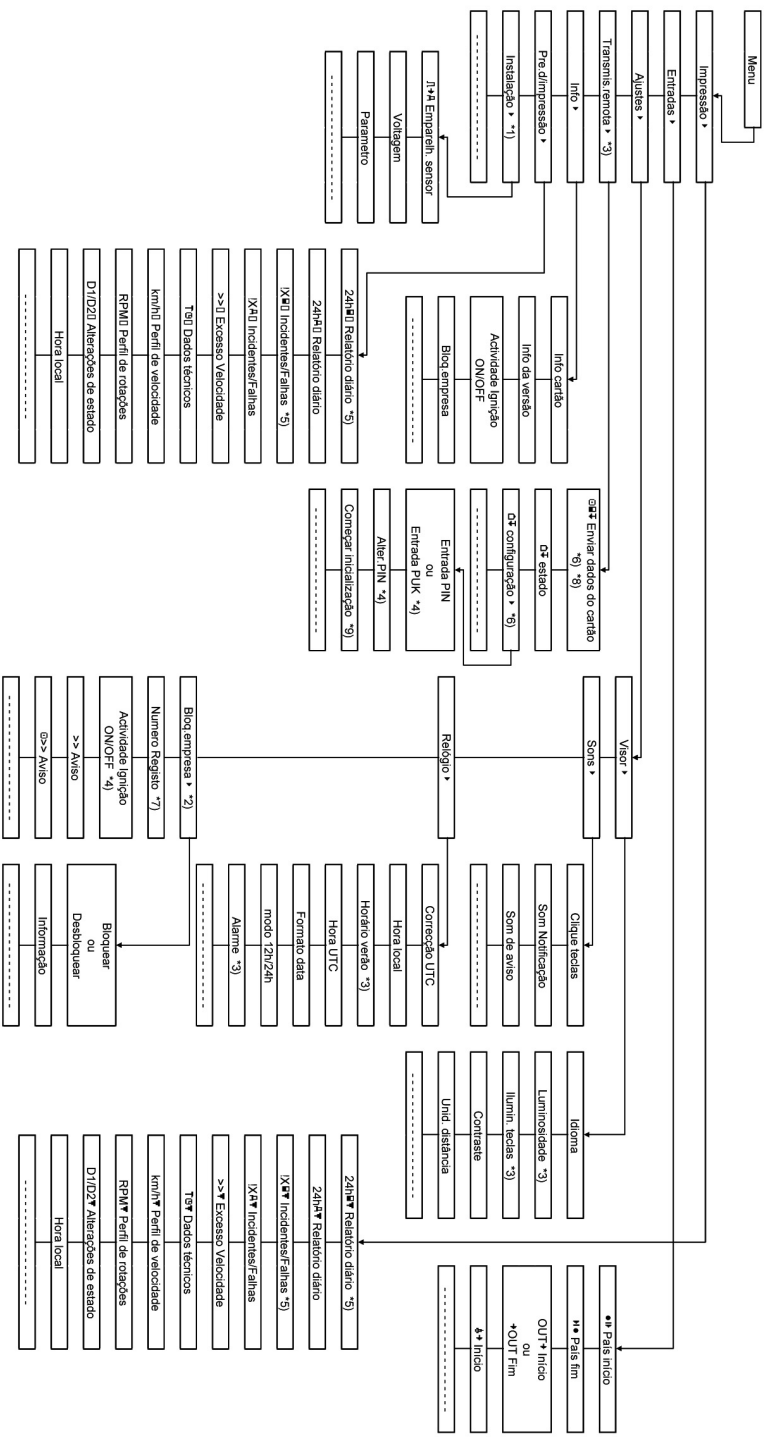 Menu
Impressão ▸
Entradas ▸
Ajustes ▸
Transmis.remota ▸ *3)
Info ▸
Pre.d/impressão ▸
Instalação ▸ *1)
- - - - - - - - - - - - -
Emparelh. sensor
Voltagem
Parametro
- - - - - - - - - - - - -
24h Relatório diário *5)
24h Relatório diário
!X Incidentes/Falhas *5)
!X Incidentes/Falhas
>> Excesso Velocidade
Dados técnicos
km/h Perfil de velocidade
RPM Perfil de rotações
D1/D2 Alterações de estado
Hora local
- - - - - - - - - - - - -
Info cartão
Info da versão
Actividade Ignição
ON/OFF
Bloq.empresa
- - - - - - - - - - - - -
Enviar dados do cartão
*6) *8)
estado
configuração ▸ *6)
- - - - - - - - - - - - -
Entrada PIN
ou
Entrada PUK *4)
Alter.PIN *4)
Começar inicialização *9)
- - - - - - - - - - - - -
Visor ▸
Sons ▸
Relógio ▸
Bloq.empresa ▸ *2)
Numero Registo *7)
Actividade Ignição
ON/OFF *4)
>> Aviso
>> Aviso
- - - - - - - - - - - - -
Clique teclas
Som Notificação
Som de aviso
- - - - - - - - - - - - -
Correcção UTC
Hora local
Horário verão *3)
Hora UTC
Formato data
modo 12h/24h
Alarme *3)
- - - - - - - - - - - - -
Bloquear
ou
Desbloquear
Informação
- - - - - - - - - - - - -
Idioma
Luminosidade *3)
Ilumin. teclas *3)
Contraste
Unid. distância
- - - - - - - - - - - - -
24h▼ Relatório diário *5)
24h▼ Relatório diário
!X▼ Incidentes/Falhas *5)
!X▼ Incidentes/Falhas
>>▼ Excesso Velocidade
▼ Dados técnicos
km/h▼ Perfil de velocidade
RPM▼ Perfil de rotações
D1/D2▼ Alterações de estado
Hora local
- - - - - - - - - - - - -
País início
País fim
OUT Início
ou
OUT Fim
Início
- - - - - - - - - - - - -